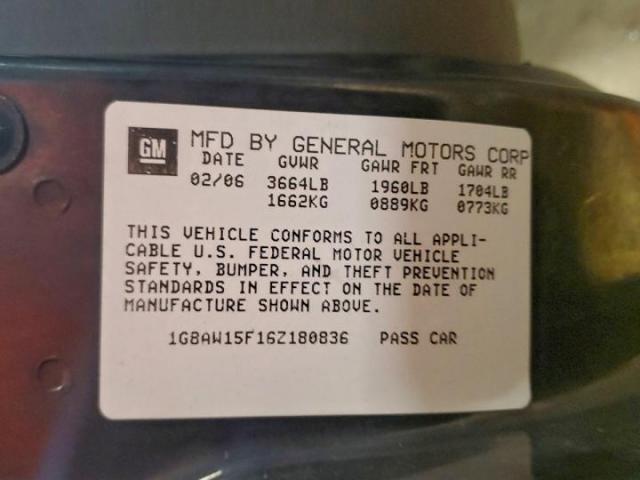 GM MFD BY GENERAL MOTORS CORP
DATE GVWR GAWR FRT GAWR RR
02/06 3664LB 1960LB 1704LB
1662KG 0889KG 0773KG
THIS VEHICLE CONFORMS TO ALL APPLI-
CABLE U.S. FEDERAL MOTOR VEHICLE
SAFETY, BUMPER, AND THEFT PREVENTION
STANDARDS IN EFFECT ON THE DATE OF
MANUFACTURE SHOWN ABOVE.
1G8AW15F16Z180836 PASS CAR